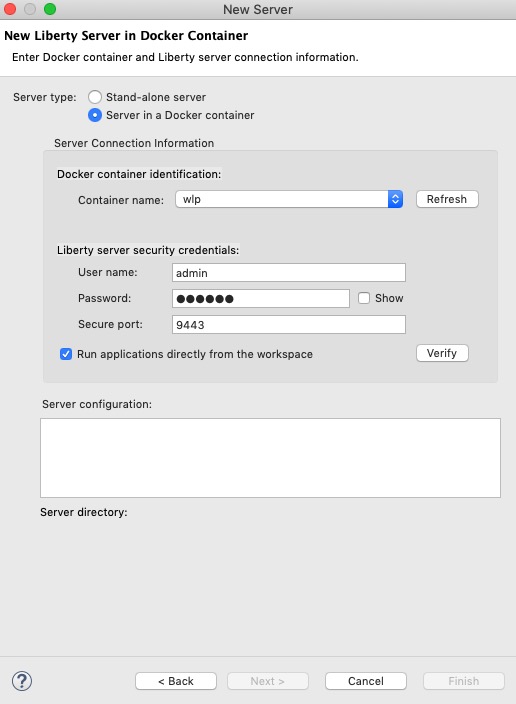 New Server
New Liberty Server in Docker Container
Enter Docker container and Liberty server connection information.
Server type:
Stand-alone server
Server in a Docker container
Server Connection Information
Docker container identification:
Container name: wlp Refresh
Liberty server security credentials:
User name: admin
Password: ●●●●●● Show
Secure port: 9443
Run applications directly from the workspace Verify
Server configuration:
Server directory:
? < Back Next > Cancel Finish